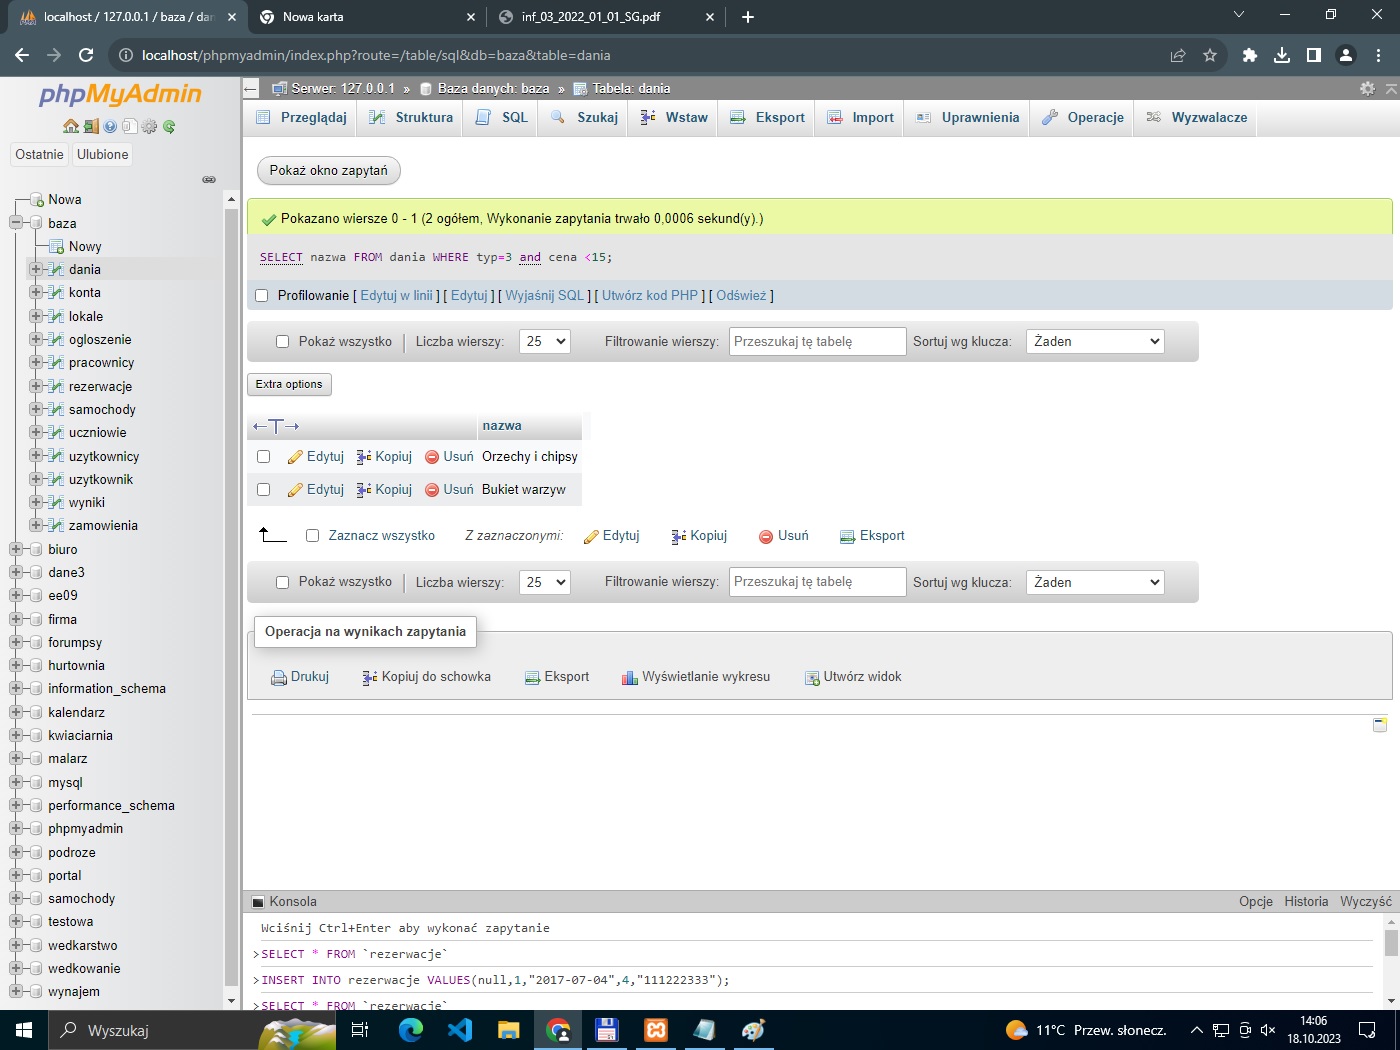 localhost / 127.0.0.1 / baza / dan
Nowa karta
inf_03_2022_01_01_SG.pdf
localhost/phpmyadmin/index.php?route=/table/sql&db=baza&table=dania
phpMyAdmin
Ostatnie
Ulubione
Nowa
baza
Nowy
dania
konta
lokale
ogloszenie
pracownicy
rezerwacje
samochody
uczniowie
uzytkownicy
uzytkownik
wyniki
zamowienia
biuro
dane3
ee09
firma
forumpsy
hurtownia
information_schema
kalendarz
kwiaciarnia
malarz
mysql
performance_schema
phpmyadmin
podroze
portal
samochody
testowa
wedkarstwo
wedkowanie
wynajem
Serwer: 127.0.0.1 » Baza danych: baza » Tabela: dania
Przeglądaj Struktura SQL Szukaj Wstaw Eksport Import Uprawnienia Operacje Wyzwalacze
Pokaż okno zapytań
Pokazano wiersze 0 - 1 (2 ogółem, Wykonanie zapytania trwało 0,0006 sekund(y).)
SELECT nazwa FROM dania WHERE typ=3 and cena <15;
Profilowanie [ Edytuj w linii ] [ Edytuj ] [ Wyjaśnij SQL ] [ Utwórz kod PHP ] [ Odśwież ]
Pokaż wszystko Liczba wierszy: 25 Filtrowanie wierszy: Przeszukaj tę tabelę Sortuj wg klucza: Żaden
Extra options
←T→ nazwa
Edytuj Kopiuj Usuń Orzechy i chipsy
Edytuj Kopiuj Usuń Bukiet warzyw
Zaznacz wszystko Z zaznaczonymi: Edytuj Kopiuj Usuń Eksport
Pokaż wszystko Liczba wierszy: 25 Filtrowanie wierszy: Przeszukaj tę tabelę Sortuj wg klucza: Żaden
Operacja na wynikach zapytania
Drukuj Kopiuj do schowka Eksport Wyświetlanie wykresu Utwórz widok
Konsola Opcje Historia Wyczyść
Wciśnij Ctrl+Enter aby wykonać zapytanie
>SELECT * FROM `rezerwacje`
>INSERT INTO rezerwacje VALUES(null,1,"2017-07-04",4,"111222333");
>SELECT * FROM `rezerwacje`
Wyszukaj
11°C Przew. słonecz.
14:06
18.10.2023